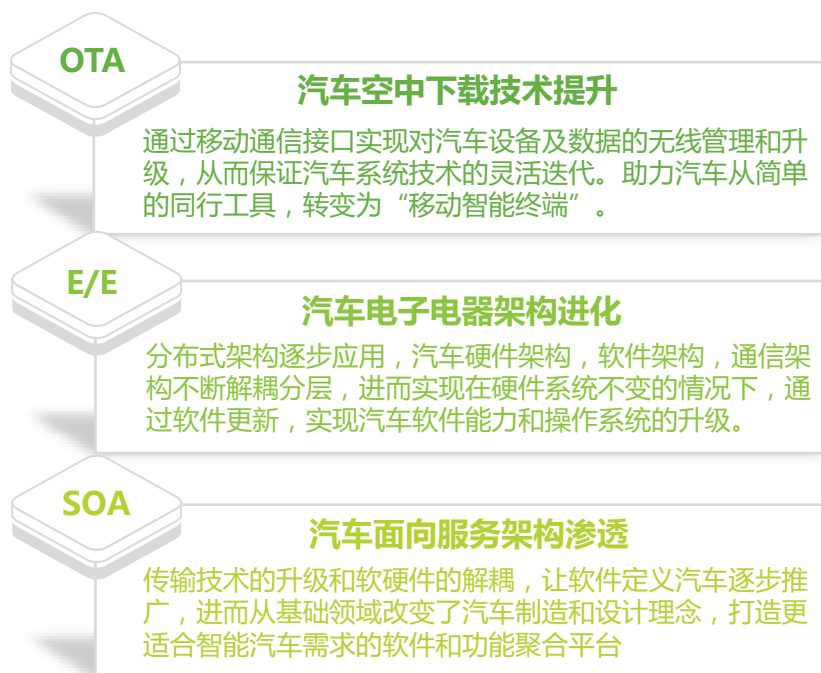 OTA
汽车空中下载技术提升
通过移动通信接口实现对汽车设备及数据的无线管理和升
级，从而保证汽车系统技术的灵活迭代。助力汽车从简单
的同行工具，转变为“移动智能终端”。
E/E
汽车电子电器架构进化
分布式架构逐步应用，汽车硬件架构，软件架构，通信架
构不断解耦分层，进而实现在硬件系统不变的情况下，通
过软件更新，实现汽车软件能力和操作系统的升级。
SOA
汽车面向服务架构渗透
传输技术的升级和软硬件的解耦，让软件定义汽车逐步推
广，进而从基础领域改变了汽车制造和设计理念，打造更
适合智能汽车需求的软件和功能聚合平台